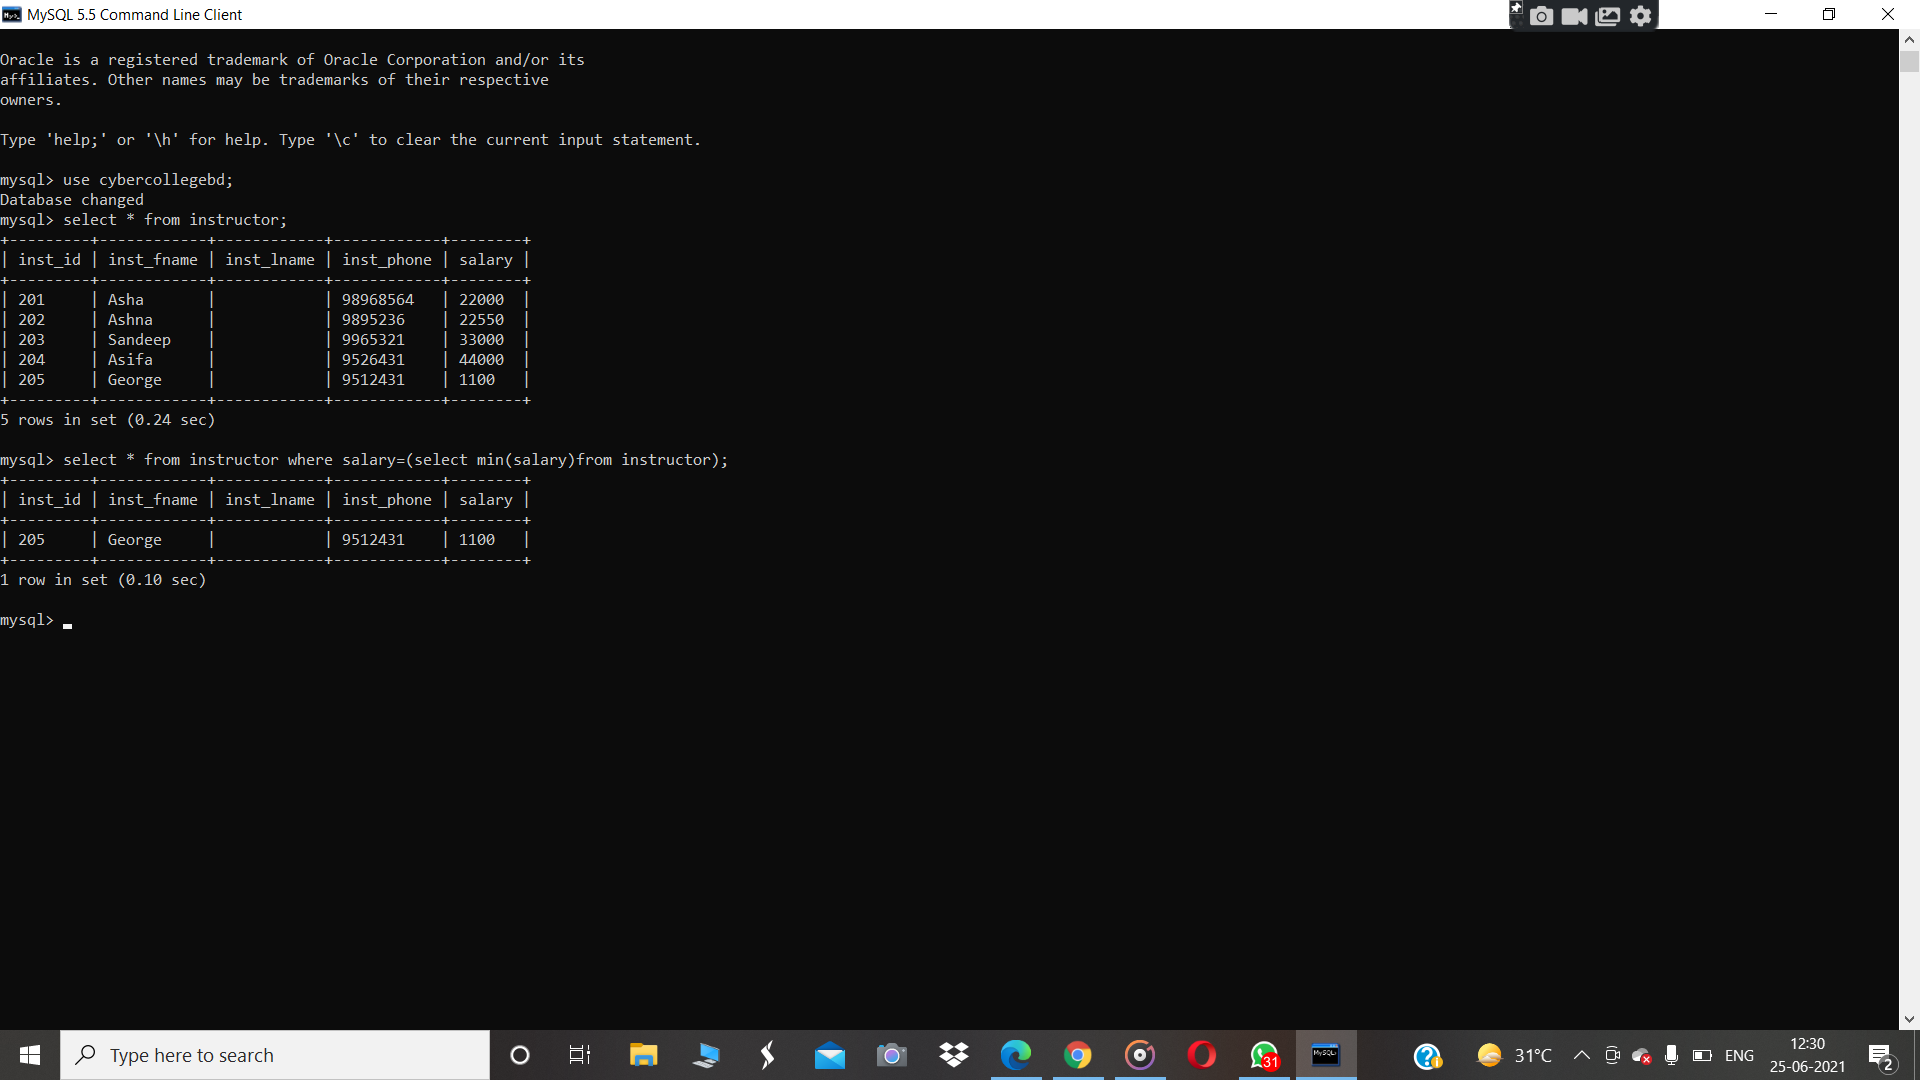 MySQL 5.5 Command Line Client
Oracle is a registered trademark of Oracle Corporation and/or its
affiliates. Other names may be trademarks of their respective
owners.
Type 'help;' or '\h' for help. Type '\c' to clear the current input statement.
mysql> use cybercollegebd;
Database changed
mysql> select * from instructor;
+---------+------------+------------+------------+--------+
| inst_id | inst_fname | inst_lname | inst_phone | salary |
+---------+------------+------------+------------+--------+
| 201     | Asha       |            | 98968564   | 22000  |
| 202     | Ashna      |            | 9895236    | 22550  |
| 203     | Sandeep    |            | 9965321    | 33000  |
| 204     | Asifa      |            | 9526431    | 44000  |
| 205     | George     |            | 9512431    | 1100   |
+---------+------------+------------+------------+--------+
5 rows in set (0.24 sec)
mysql> select * from instructor where salary=(select min(salary)from instructor);
+---------+------------+------------+------------+--------+
| inst_id | inst_fname | inst_lname | inst_phone | salary |
+---------+------------+------------+------------+--------+
| 205     | George     |            | 9512431    | 1100   |
+---------+------------+------------+------------+--------+
1 row in set (0.10 sec)
mysql>
Type here to search
31
31°C
ENG
12:30
25-06-2021
2